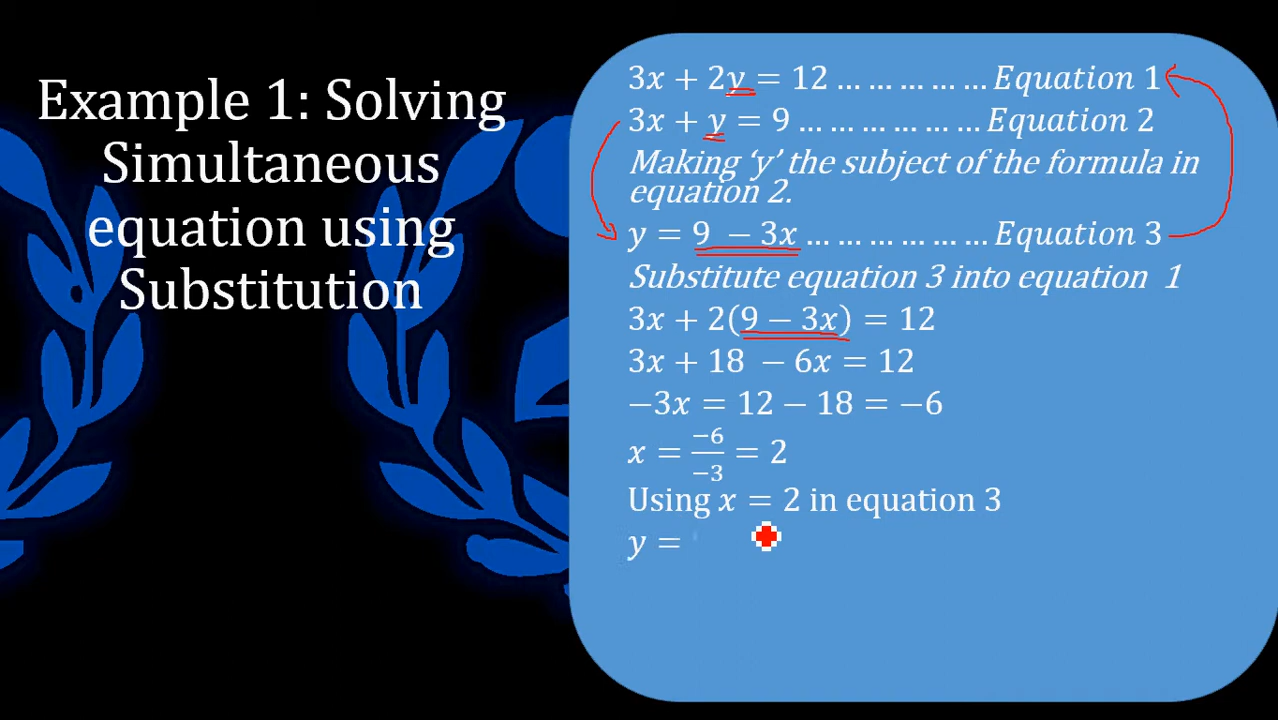 Example 1: Solving
Simultaneous
equation using
Substitution
3x + 2y = 12 … … … … … Equation 1
3x + y = 9 … … … … … … Equation 2
Making ‘y’ the subject of the formula in
equation 2.
y = 9 − 3x … … … … … … Equation 3
Substitute equation 3 into equation 1
3x + 2(9 − 3x) = 12
3x + 18 − 6x = 12
−3x = 12 − 18 = −6
x = −6/−3 = 2
Using x = 2 in equation 3
y =